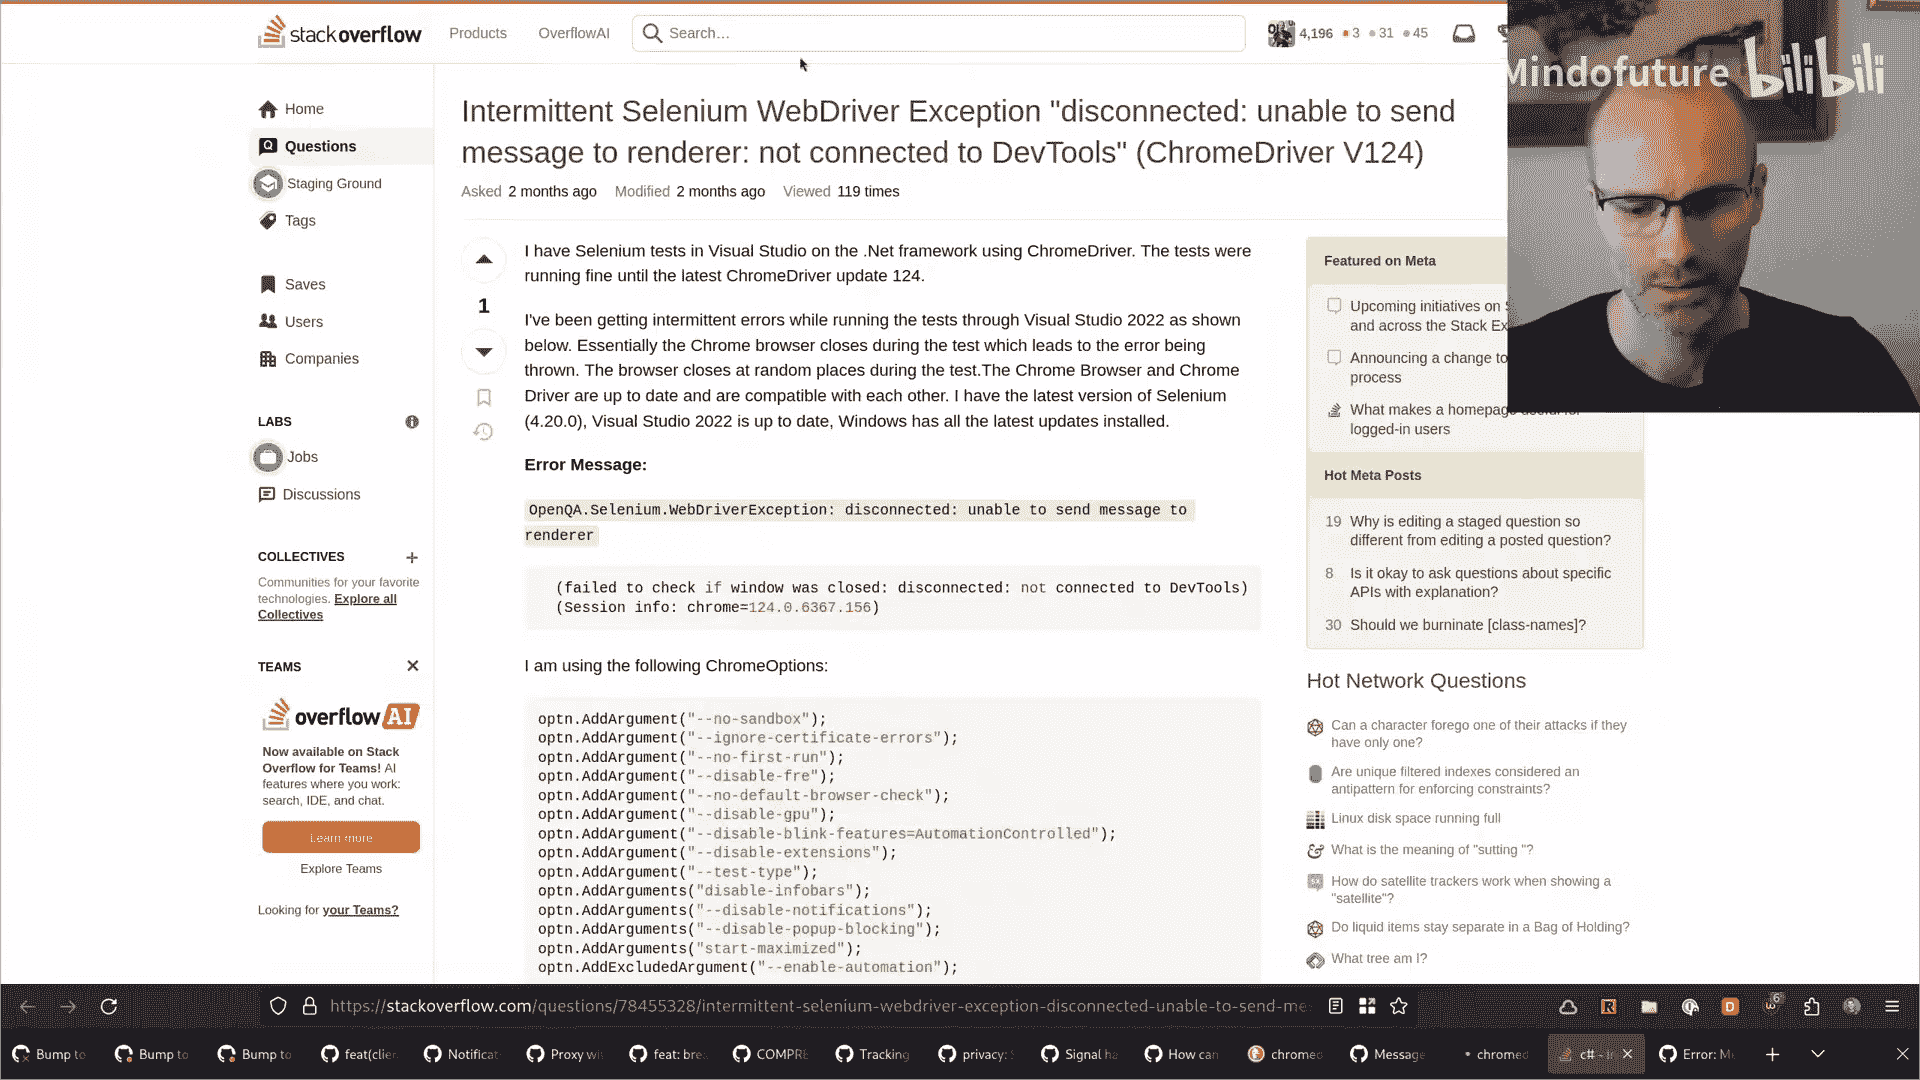 stackoverflow
Products
OverflowAI
Search…
4,196
3
31
45
Mindofuture bilibili
Home
Questions
Staging Ground
Tags
Saves
Users
Companies
LABS
Jobs
Discussions
COLLECTIVES
Communities for your favorite
technologies. Explore all
Collectives
TEAMS
overflow AI
Now available on Stack
Overflow for Teams! AI
features where you work:
search, IDE, and chat.
Learn more
Explore Teams
Looking for your Teams?
Intermittent Selenium WebDriver Exception "disconnected: unable to send
message to renderer: not connected to DevTools" (ChromeDriver V124)
Asked 2 months ago Modified 2 months ago Viewed 119 times
1
I have Selenium tests in Visual Studio on the .Net framework using ChromeDriver. The tests were
running fine until the latest ChromeDriver update 124.
I've been getting intermittent errors while running the tests through Visual Studio 2022 as shown
below. Essentially the Chrome browser closes during the test which leads to the error being
thrown. The browser closes at random places during the test.The Chrome Browser and Chrome
Driver are up to date and are compatible with each other. I have the latest version of Selenium
(4.20.0), Visual Studio 2022 is up to date, Windows has all the latest updates installed.
Error Message:
OpenQA.Selenium.WebDriverException: disconnected: unable to send message to
renderer
(failed to check if window was closed: disconnected: not connected to DevTools)
(Session info: chrome=124.0.6367.156)
I am using the following ChromeOptions:
optn.AddArgument("--no-sandbox");
optn.AddArgument("--ignore-certificate-errors");
optn.AddArgument("--no-first-run");
optn.AddArgument("--disable-fre");
optn.AddArgument("--no-default-browser-check");
optn.AddArgument("--disable-gpu");
optn.AddArgument("--disable-blink-features=AutomationControlled");
optn.AddArgument("--disable-extensions");
optn.AddArgument("--test-type");
optn.AddArguments("disable-infobars");
optn.AddArguments("--disable-notifications");
optn.AddArguments("--disable-popup-blocking");
optn.AddArguments("start-maximized");
optn.AddExcludedArgument("--enable-automation");
Featured on Meta
Upcoming initiatives on
and across the Stack Ex
Announcing a change to
process
What makes a homepage useful for
logged-in users
Hot Meta Posts
19 Why is editing a staged question so
different from editing a posted question?
8 Is it okay to ask questions about specific
APIs with explanation?
30 Should we burninate [class-names]?
Hot Network Questions
Can a character forego one of their attacks if they
have only one?
Are unique filtered indexes considered an
antipattern for enforcing constraints?
Linux disk space running full
What is the meaning of "sutting "?
How do satellite trackers work when showing a
"satellite"?
Do liquid items stay separate in a Bag of Holding?
What tree am I?
https://stackoverflow.com/questions/78455328/intermittent-selenium-webdriver-exception-disconnected-unable-to-send-me
6
Bump to
Bump to
Bump to
feat(clier
Notificat
Proxy wi
feat: bre
COMPRE
Tracking
privacy:
Signal ha
How can
chromed
Message
chromed
c# - In
Error: M